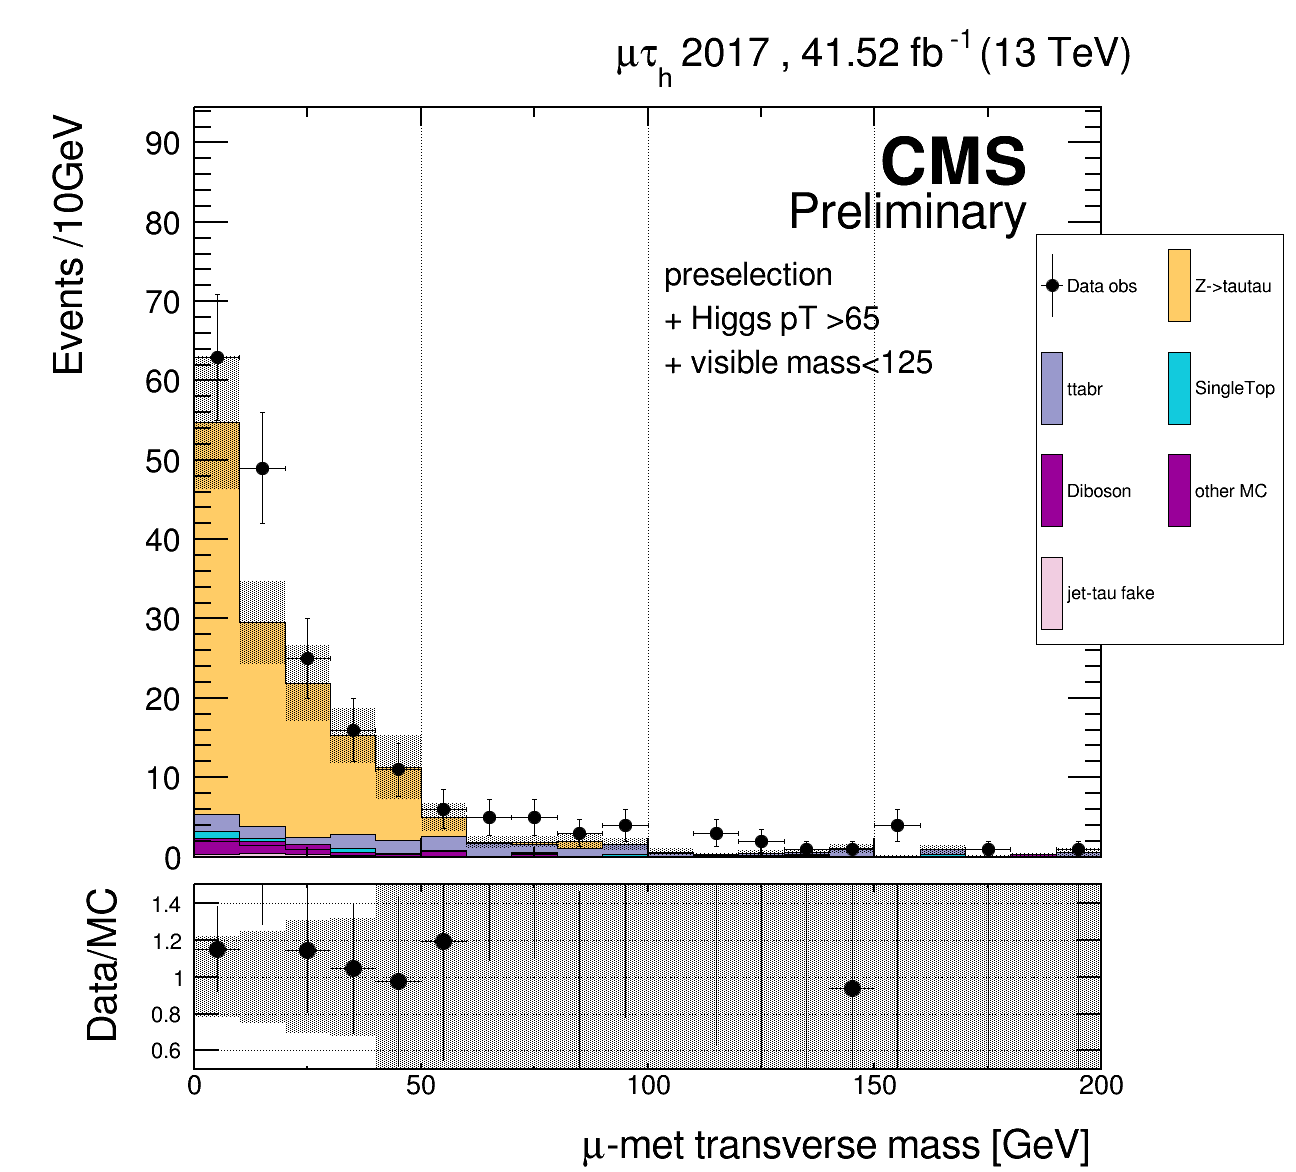 μτh 2017 , 41.52 fb-1 (13 TeV)
Events /10GeV
90
80
70
60
50
40
30
20
10
0
CMS
Preliminary
preselection
+ Higgs pT >65
+ visible mass<125
Data obs
Z->tautau
ttabr
SingleTop
Diboson
other MC
jet-tau fake
Data/MC
1.4
1.2
1
0.8
0.6
0 50 100 150 200
μ-met transverse mass [GeV]